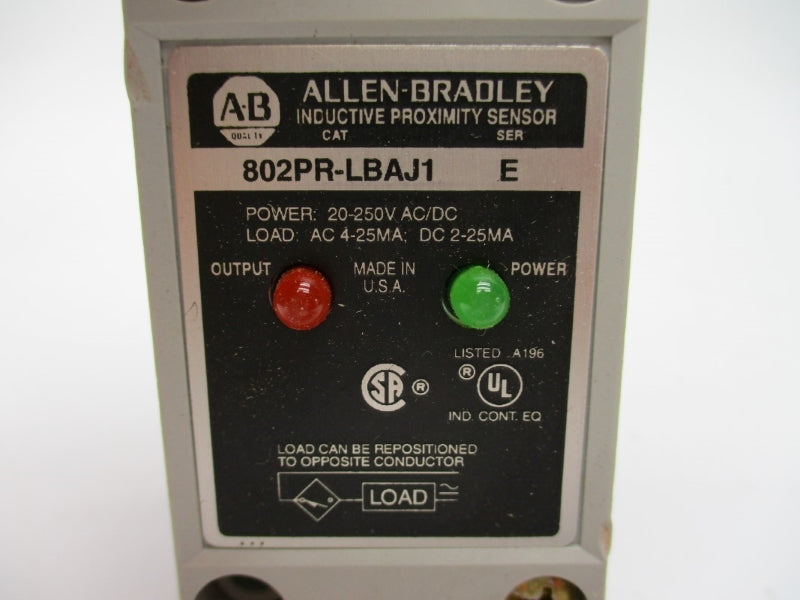 A-B
QUALITY
ALLEN-BRADLEY
INDUCTIVE PROXIMITY SENSOR
CAT SER
802PR-LBAJ1 E
POWER: 20-250V AC/DC
LOAD: AC 4-25MA; DC 2-25MA
OUTPUT MADE IN U.S.A. POWER
LISTED A196
SA ® ® UL
IND. CONT. EQ
LOAD CAN BE REPOSITIONED
TO OPPOSITE CONDUCTOR
LOAD